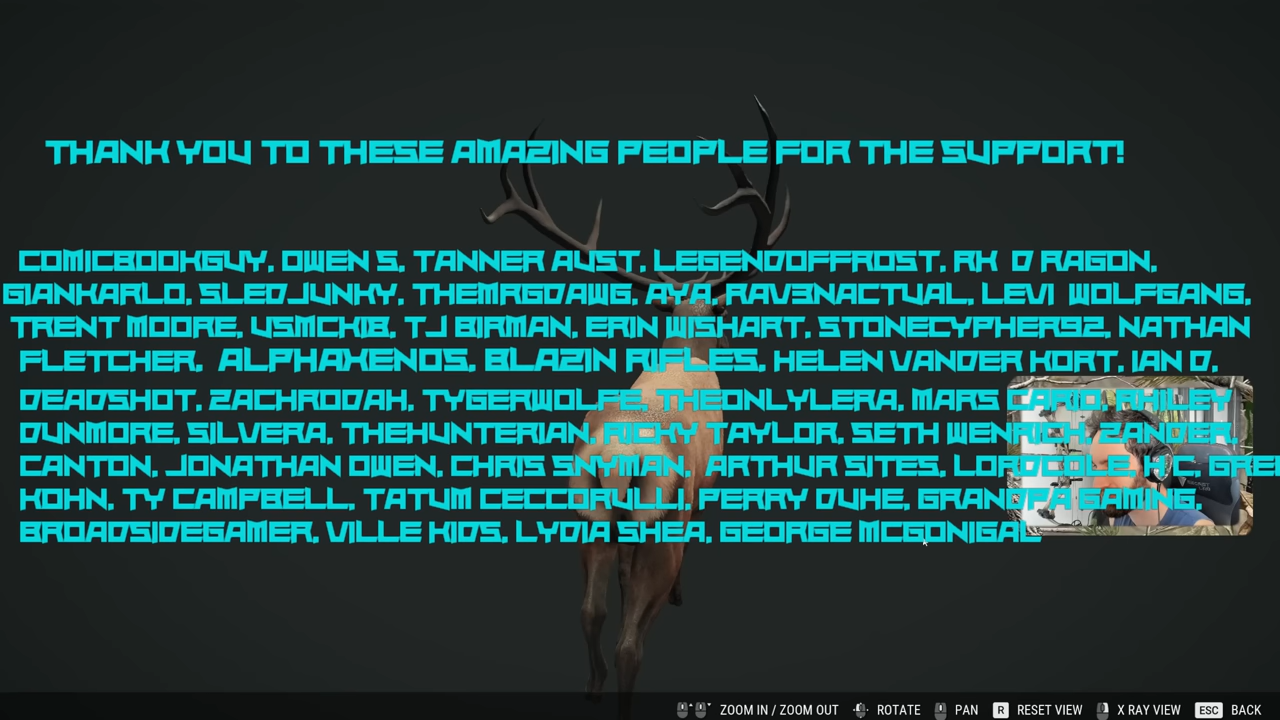 THANK YOU TO THESE AMAZING PEOPLE FOR THE SUPPORT!
COMICBOOKGUY, OWEN S, TANNER AUST, LEGENDOFFROST, RK D RAGON,
GIANKARLO, SLEDJUNKY, THEMRGDAWG, AYA, RAV3NACTUAL, LEVI WOLFGANG,
TRENT MOORE, USMCKIB, TJ BIRMAN, ERIN WISHART, STONECYPHER92, NATHAN
FLETCHER, ALPHAXENOS, BLAZIN RIFLES, HELEN VANDER KORT, IAN D,
DEADSHOT, ZACHRODAH, TYGERWOLFE, THEONLYLERA, MARS CARIO, RHILEY
DUNMORE, SILVERA, THEHUNTERIAN, RICKY TAYLOR, SETH WENRICH, ZANDER,
CANTON, JONATHAN OWEN, CHRIS SNYMAN, ARTHUR SITES, LORDCOLE, H C,
KOHN, TY CAMPBELL, TATUM CECCORULLI, PERRY DUHE, GRANDPA GAMING,
BROADSIDEGAMER, VILLE KIDS, LYDIA SHEA, GEORGE MCGONIGAL
ZOOM IN / ZOOM OUT ROTATE PAN R RESET VIEW X RAY VIEW ESC BACK